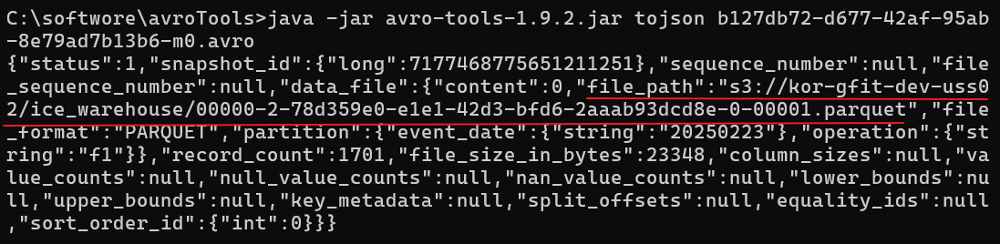 C:\softwore\avroTools>java -jar avro-tools-1.9.2.jar tojson b127db72-d677-42af-95ab
-8e79ad7b13b6-m0.avro
{"status":1,"snapshot_id":{"long":7177468775651211251},"sequence_number":null,"file
_sequence_number":null,"data_file":{"content":0,"file_path":"s3://kor-gfit-dev-uss0
2/ice_warehouse/00000-2-78d359e0-e1e1-42d3-bfd6-2aaab93dcd8e-0-00001.parquet","file
_format":"PARQUET","partition":{"event_date":{"string":"20250223"},"operation":{"st
ring":"f1"}},"record_count":1701,"file_size_in_bytes":23348,"column_sizes":null,"va
lue_counts":null,"null_value_counts":null,"nan_value_counts":null,"lower_bounds":nu
ll,"upper_bounds":null,"key_metadata":null,"split_offsets":null,"equality_ids":null
,"sort_order_id":{"int":0}}}